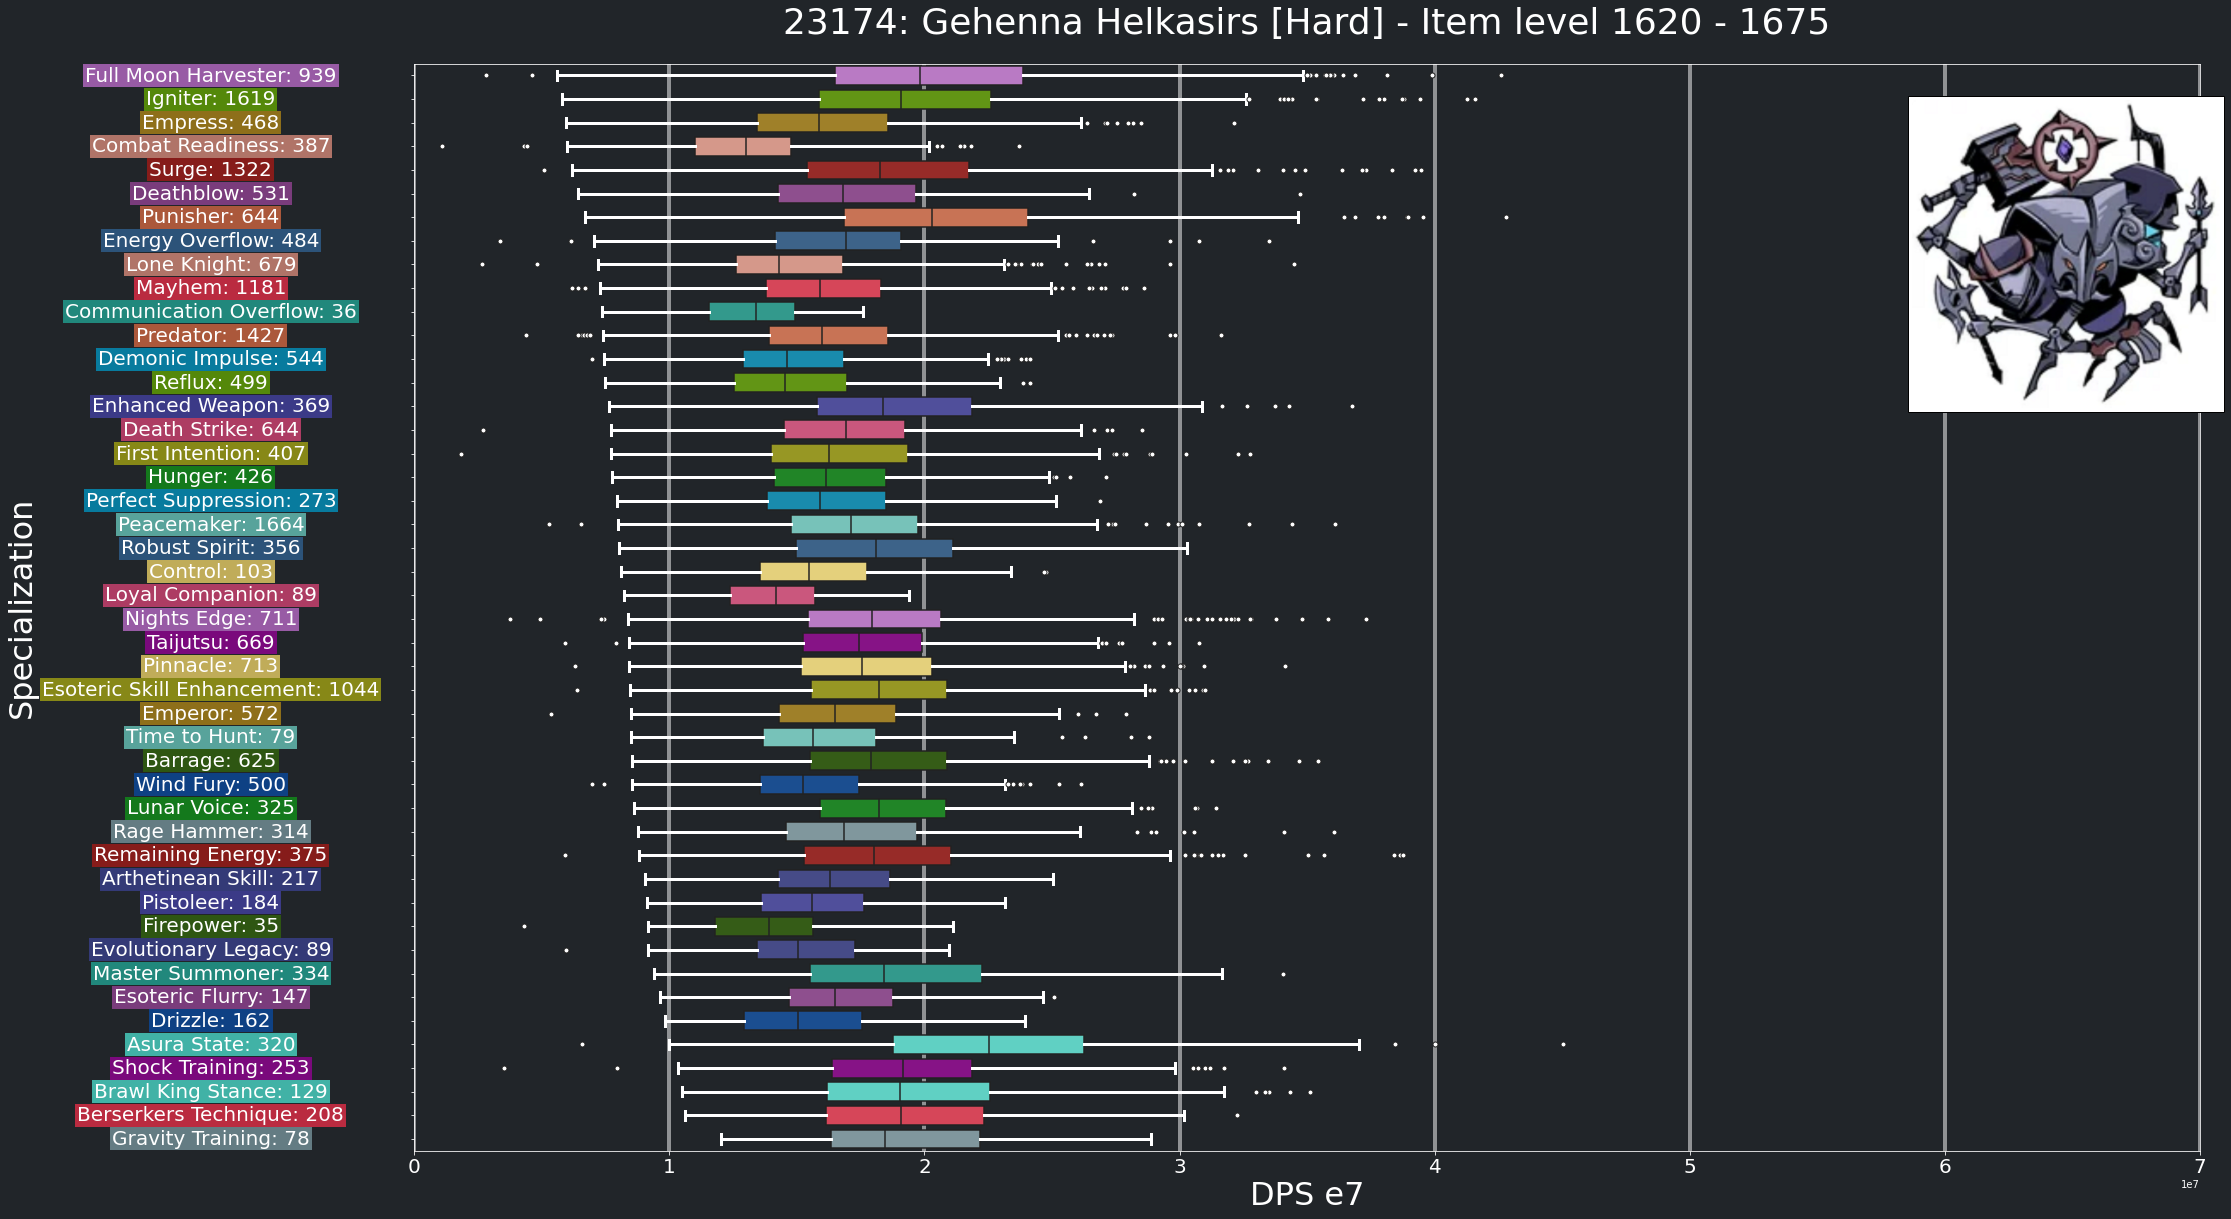 23174: Gehenna Helkasirs [Hard] - Item level 1620 - 1675
Specialization
Full Moon Harvester: 939
Igniter: 1619
Empress: 468
Combat Readiness: 387
Surge: 1322
Deathblow: 531
Punisher: 644
Energy Overflow: 484
Lone Knight: 679
Mayhem: 1181
Communication Overflow: 36
Predator: 1427
Demonic Impulse: 544
Reflux: 499
Enhanced Weapon: 369
Death Strike: 644
First Intention: 407
Hunger: 426
Perfect Suppression: 273
Peacemaker: 1664
Robust Spirit: 356
Control: 103
Loyal Companion: 89
Nights Edge: 711
Taijutsu: 669
Pinnacle: 713
Esoteric Skill Enhancement: 1044
Emperor: 572
Time to Hunt: 79
Barrage: 625
Wind Fury: 500
Lunar Voice: 325
Rage Hammer: 314
Remaining Energy: 375
Arthetinean Skill: 217
Pistoleer: 184
Firepower: 35
Evolutionary Legacy: 89
Master Summoner: 334
Esoteric Flurry: 147
Drizzle: 162
Asura State: 320
Shock Training: 253
Brawl King Stance: 129
Berserkers Technique: 208
Gravity Training: 78
0 1 2 3 4 5 6 7
1e7
DPS e7